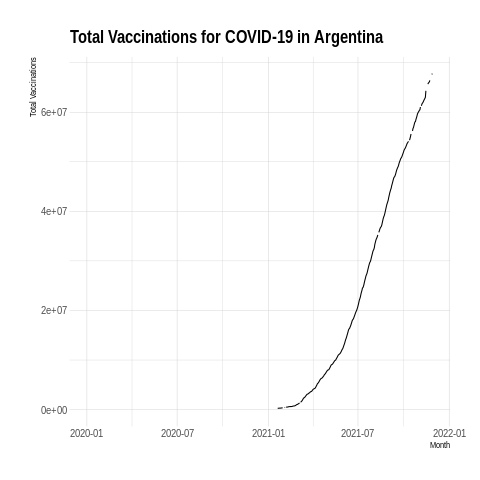 Total Vaccinations for COVID-19 in Argentina
Total Vaccinations
6e+07
4e+07
2e+07
0e+00
2020-01 2020-07 2021-01 2021-07 2022-01
Month